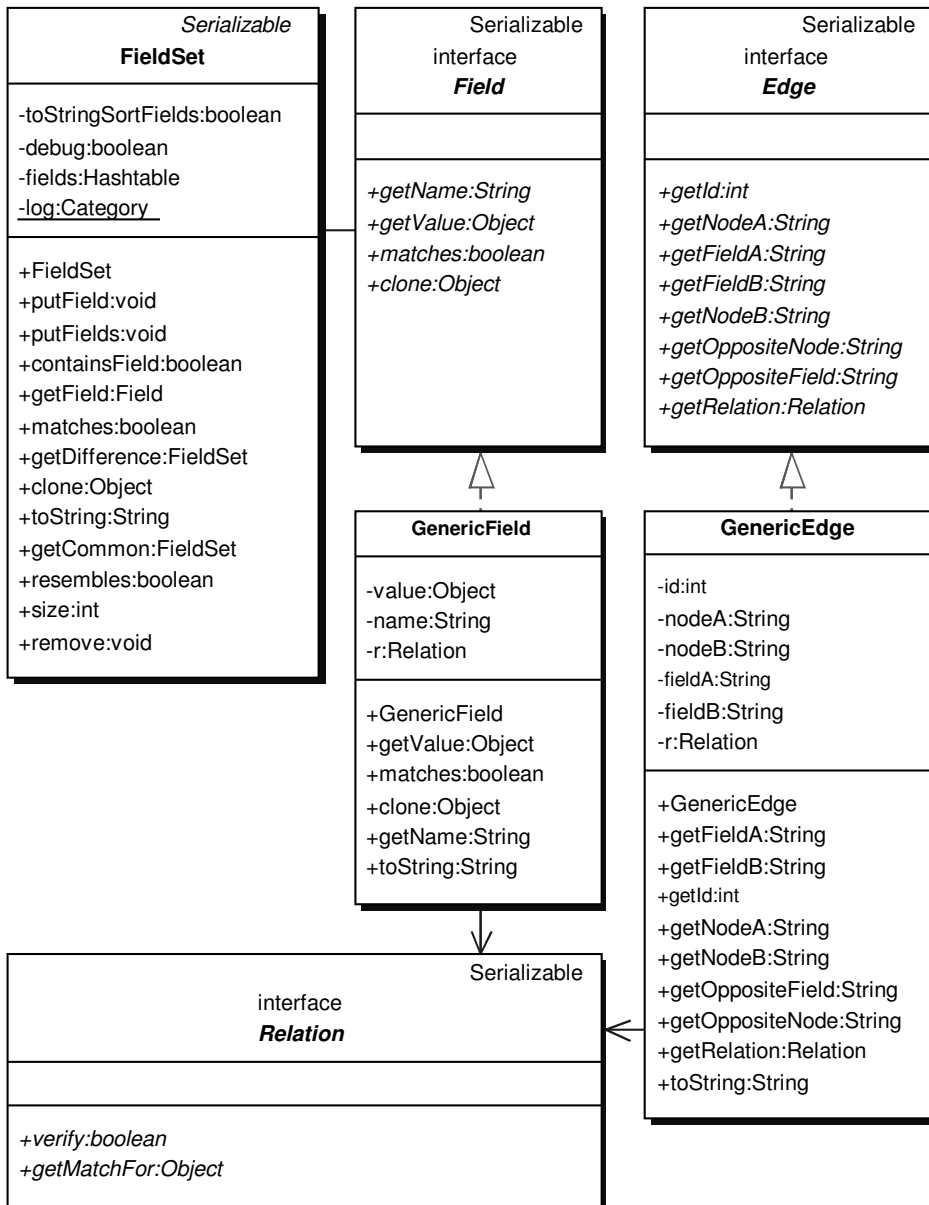 Serializable
FieldSet
-toStringSortFields:boolean
-debug:boolean
-fields:Hashtable
-log:Category
+FieldSet
+putField:void
+putFields:void
+containsField:boolean
+getField:Field
+matches:boolean
+getDifference:FieldSet
+clone:Object
+toString:String
+getCommon:FieldSet
+resembles:boolean
+size:int
+remove:void
Serializable
interface
Field
+getName:String
+getValue:Object
+matches:boolean
+clone:Object
Serializable
interface
Edge
+getId:int
+getNodeA:String
+getFieldA:String
+getFieldB:String
+getNodeB:String
+getOppositeNode:String
+getOppositeField:String
+getRelation:Relation
GenericField
-value:Object
-name:String
-r:Relation
+GenericField
+getValue:Object
+matches:boolean
+clone:Object
+getName:String
+toString:String
GenericEdge
-id:int
-nodeA:String
-nodeB:String
-fieldA:String
-fieldB:String
-r:Relation
+GenericEdge
+getFieldA:String
+getFieldB:String
+getId:int
+getNodeA:String
+getNodeB:String
+getOppositeField:String
+getOppositeNode:String
+getRelation:Relation
+toString:String
Serializable
interface
Relation
+verify:boolean
+getMatchFor:Object